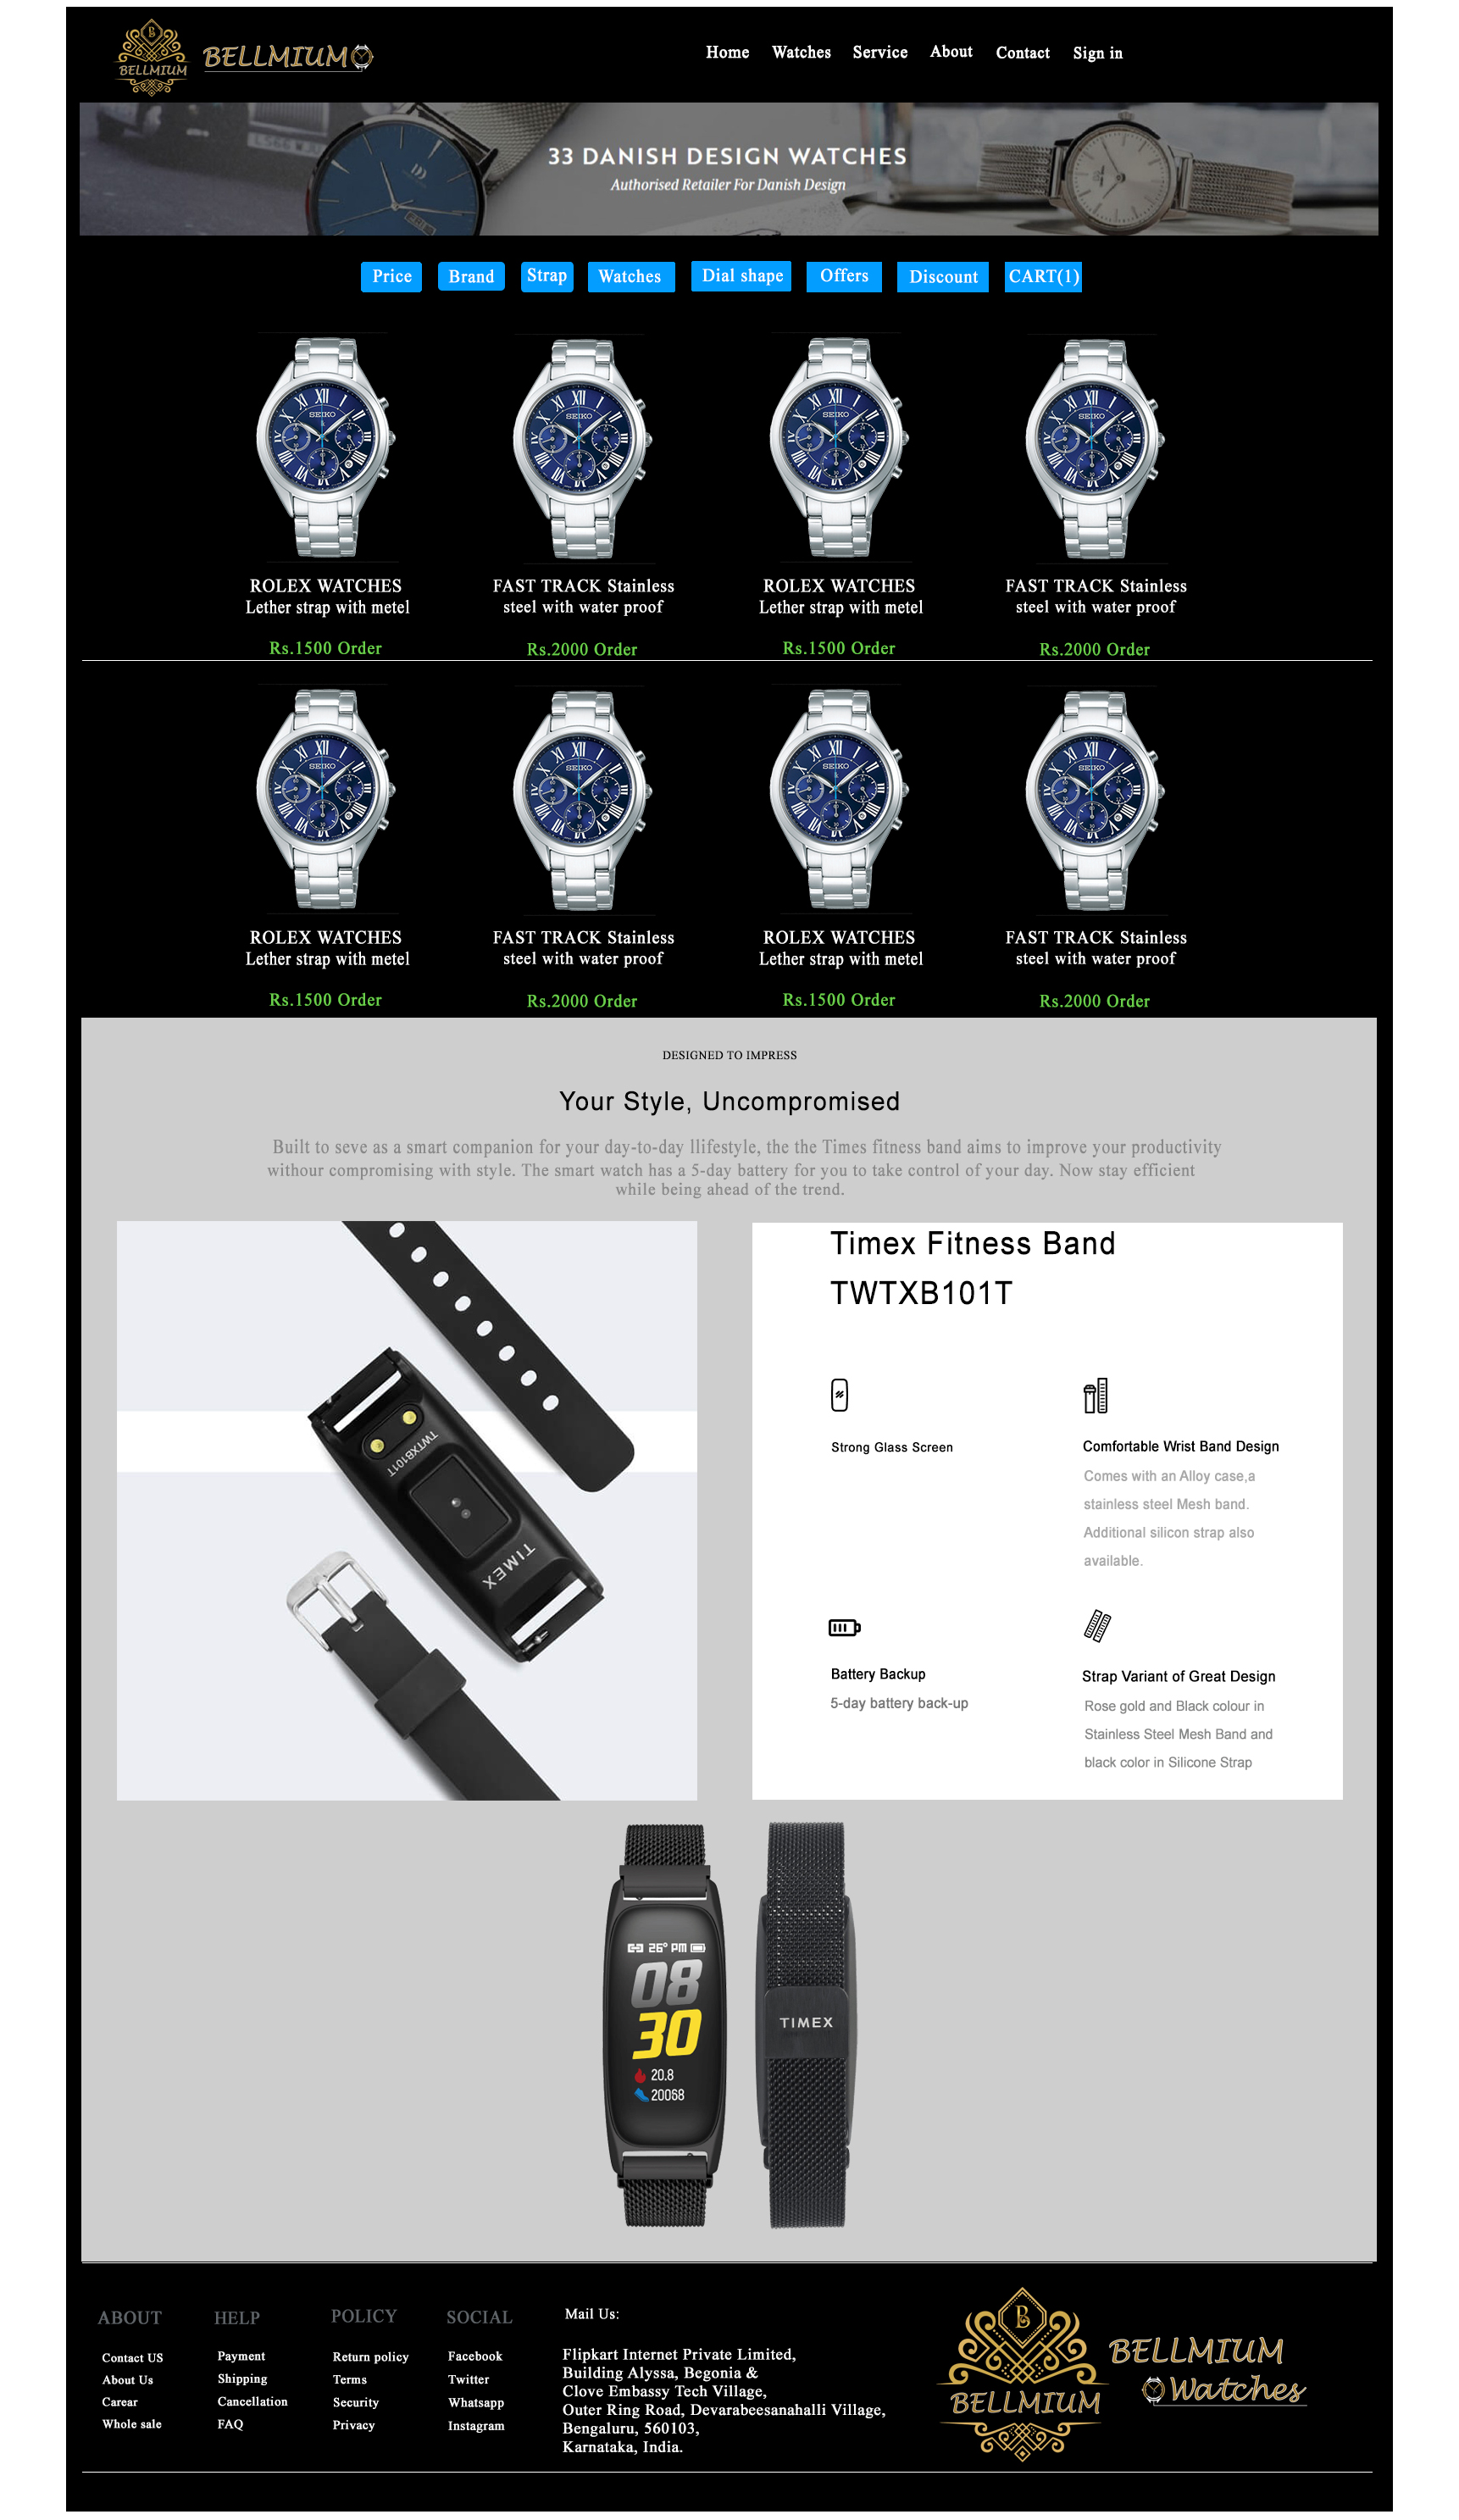 B
BELLMIUM
BELLMIUM
Home Watches Service About Contact Sign in
33 DANISH DESIGN WATCHES
Authorised Retailer For Danish Design
Price Brand Strap Watches Dial shape Offers Discount CART(1)
SEIKO SEIKO SEIKO SEIKO
ROLEX WATCHES
Lether strap with metel
Rs.1500 Order
FAST TRACK Stainless
steel with water proof
Rs.2000 Order
ROLEX WATCHES
Lether strap with metel
Rs.1500 Order
FAST TRACK Stainless
steel with water proof
Rs.2000 Order
SEIKO SEIKO SEIKO SEIKO
ROLEX WATCHES
Lether strap with metel
Rs.1500 Order
FAST TRACK Stainless
steel with water proof
Rs.2000 Order
ROLEX WATCHES
Lether strap with metel
Rs.1500 Order
FAST TRACK Stainless
steel with water proof
Rs.2000 Order
DESIGNED TO IMPRESS
Your Style, Uncompromised
Built to seve as a smart companion for your day-to-day llifestyle, the the Times fitness band aims to improve your productivity
withour compromising with style. The smart watch has a 5-day battery for you to take control of your day. Now stay efficient
while being ahead of the trend.
TWTXB101T
TIMEX
Timex Fitness Band
TWTXB101T
Strong Glass Screen
Comfortable Wrist Band Design
Comes with an Alloy case,a
stainless steel Mesh band.
Additional silicon strap also
available.
Battery Backup
5-day battery back-up
Strap Variant of Great Design
Rose gold and Black colour in
Stainless Steel Mesh Band and
black color in Silicone Strap
26° PM
08
30
20.8
20068
TIMEX
ABOUT
Contact US
About Us
Carear
Whole sale
HELP
Payment
Shipping
Cancellation
FAQ
POLICY
Return policy
Terms
Security
Privacy
SOCIAL
Facebook
Twitter
Whatsapp
Instagram
Mail Us:
Flipkart Internet Private Limited,
Building Alyssa, Begonia &
Clove Embassy Tech Village,
Outer Ring Road, Devarabeesanahalli Village,
Bengaluru, 560103,
Karnataka, India.
B
BELLMIUM
BELLMIUM
Watches